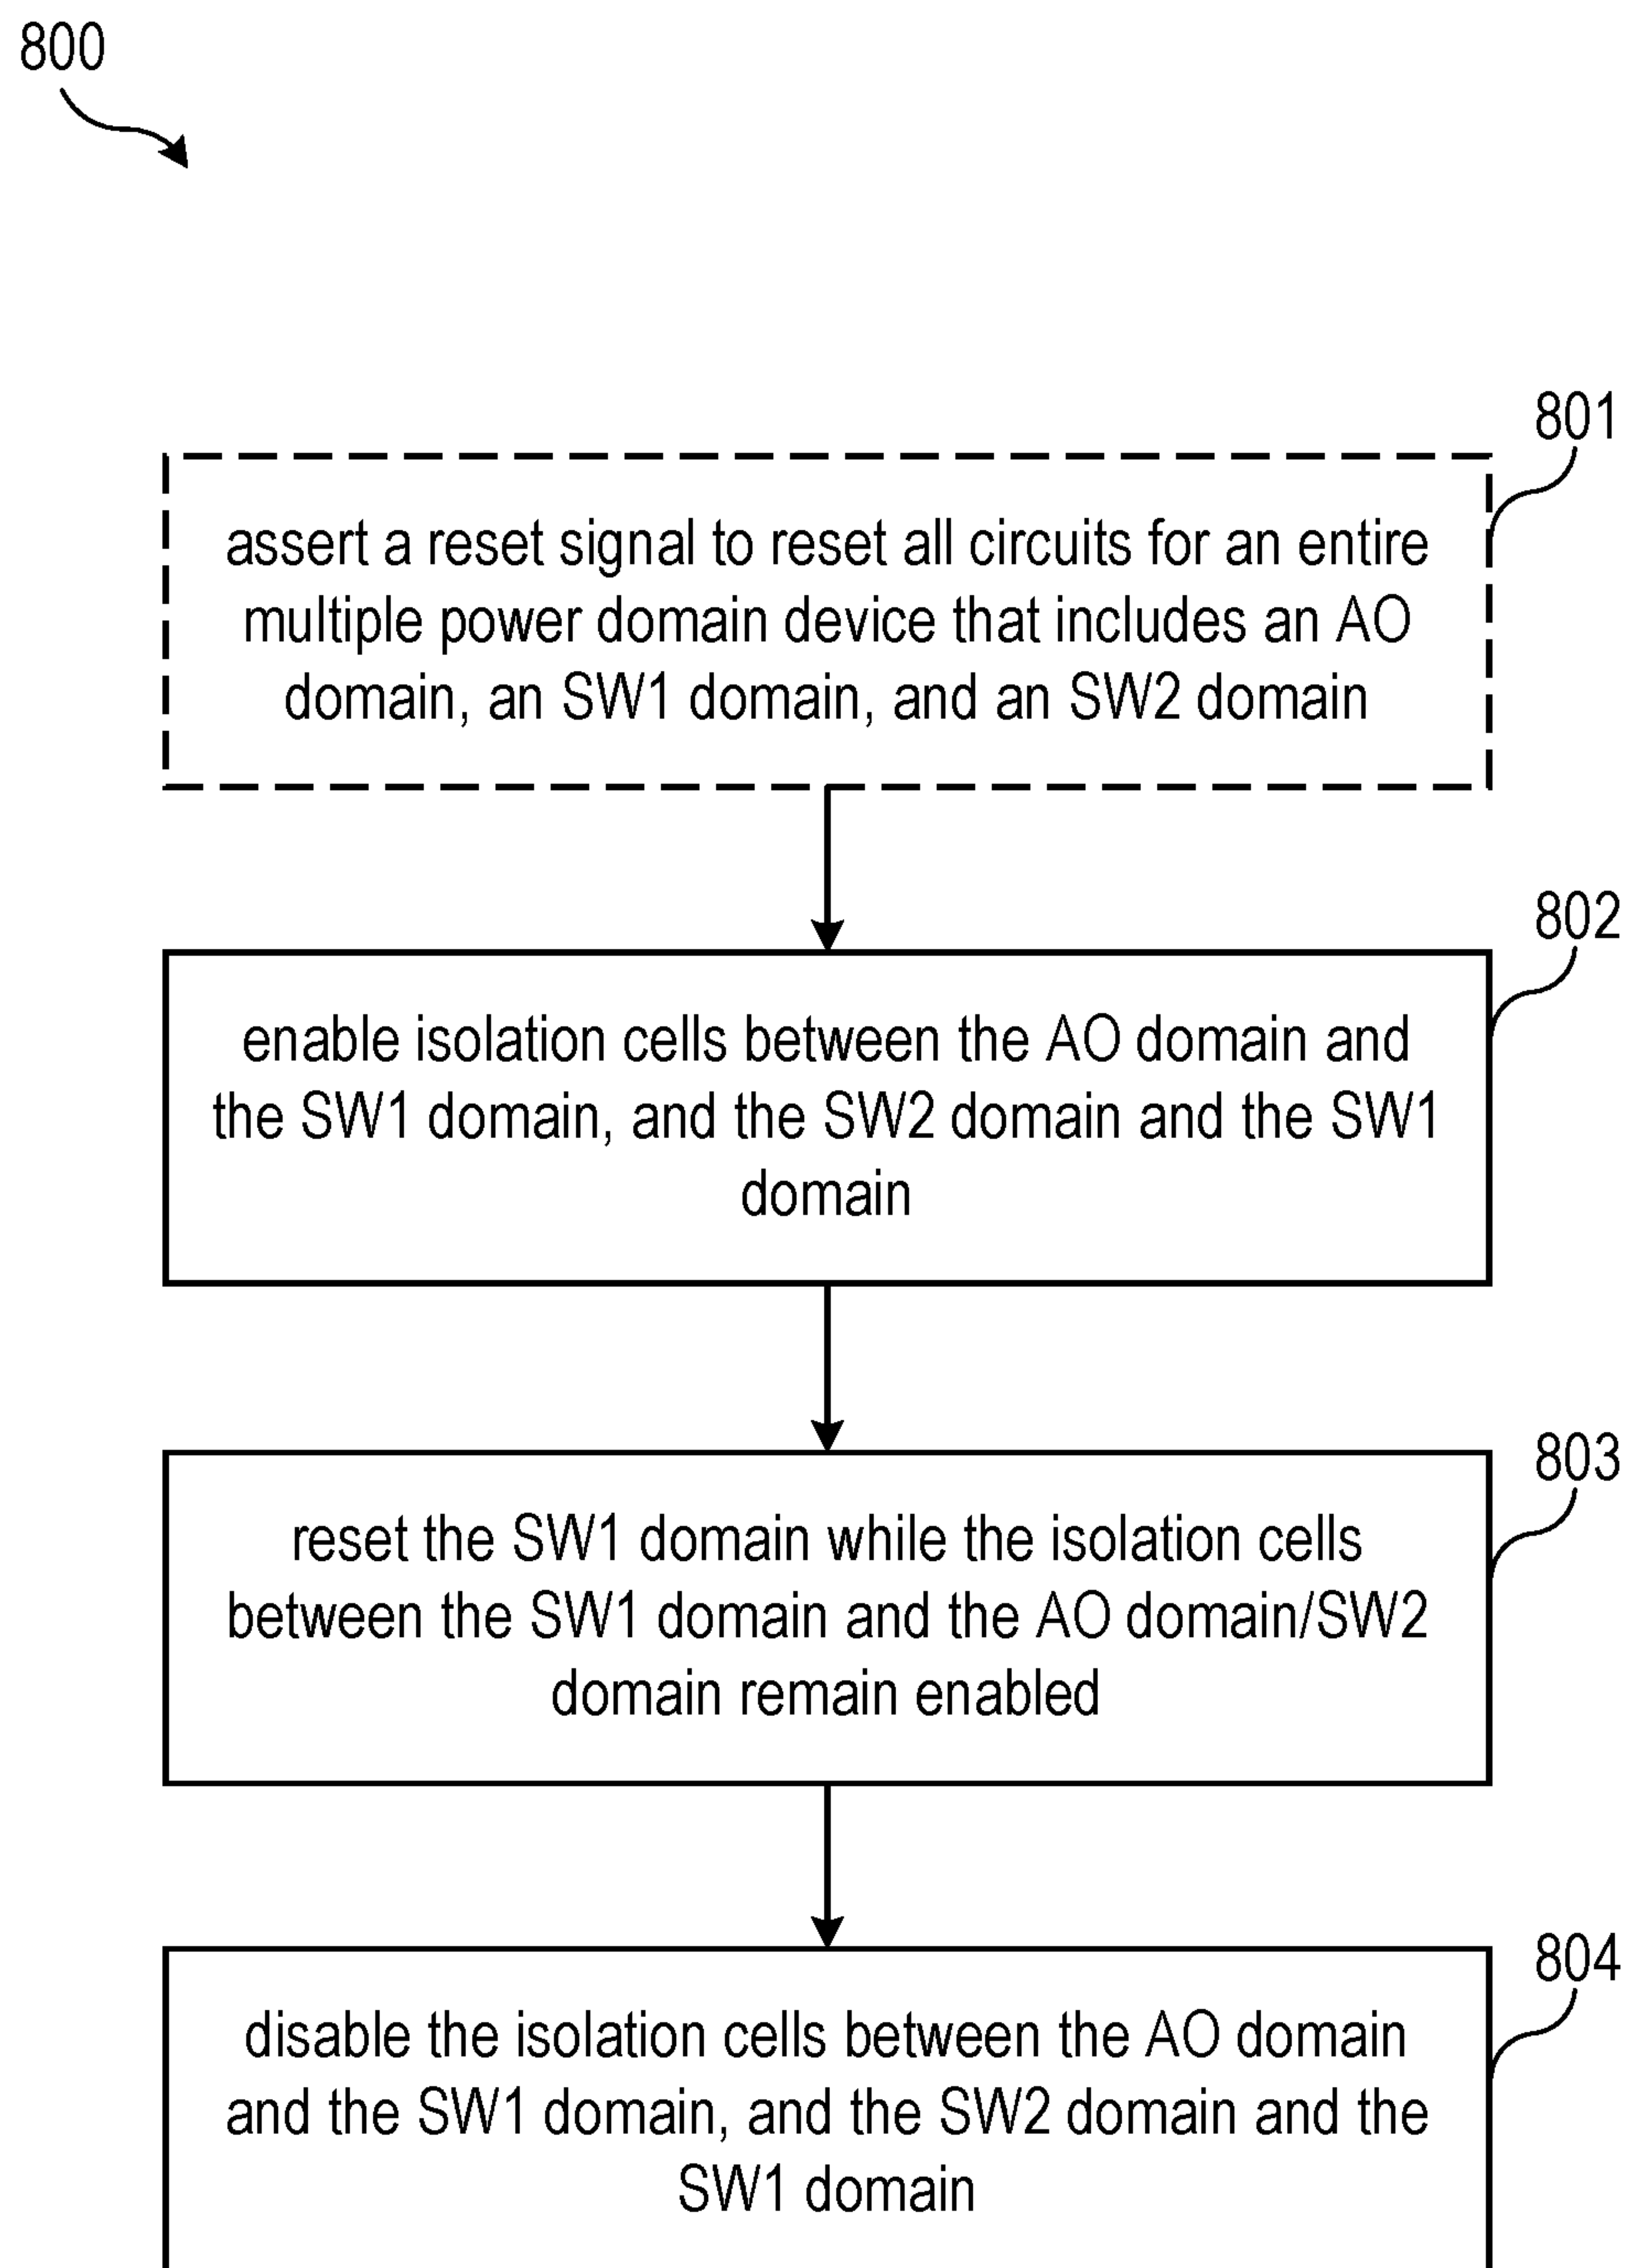 800
801
assert a reset signal to reset all circuits for an entire
multiple power domain device that includes an AO
domain, an SW1 domain, and an SW2 domain
802
enable isolation cells between the AO domain and
the SW1 domain, and the SW2 domain and the SW1
domain
803
reset the SW1 domain while the isolation cells
between the SW1 domain and the AO domain/SW2
domain remain enabled
804
disable the isolation cells between the AO domain
and the SW1 domain, and the SW2 domain and the
SW1 domain